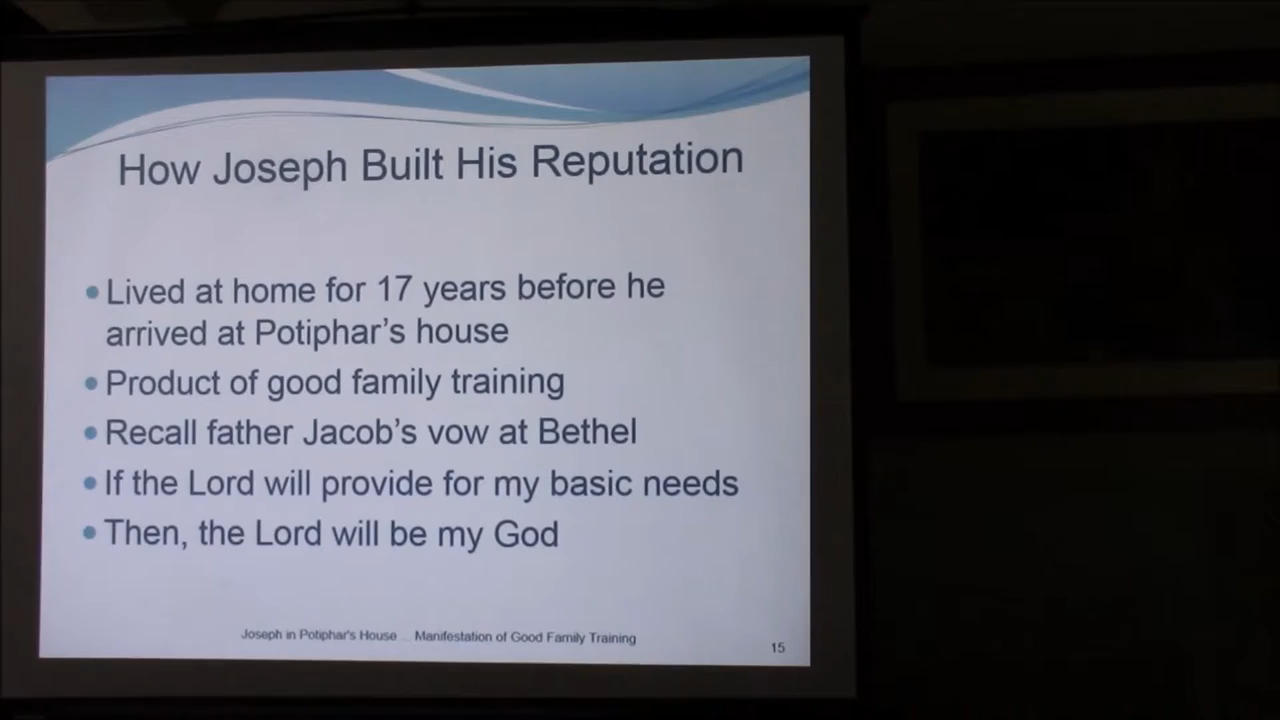 How Joseph Built His Reputation
• Lived at home for 17 years before he
arrived at Potiphar's house
• Product of good family training
• Recall father Jacob's vow at Bethel
• If the Lord will provide for my basic needs
• Then, the Lord will be my God
Joseph in Potiphar's House ... Manifestation of Good Family Training
15